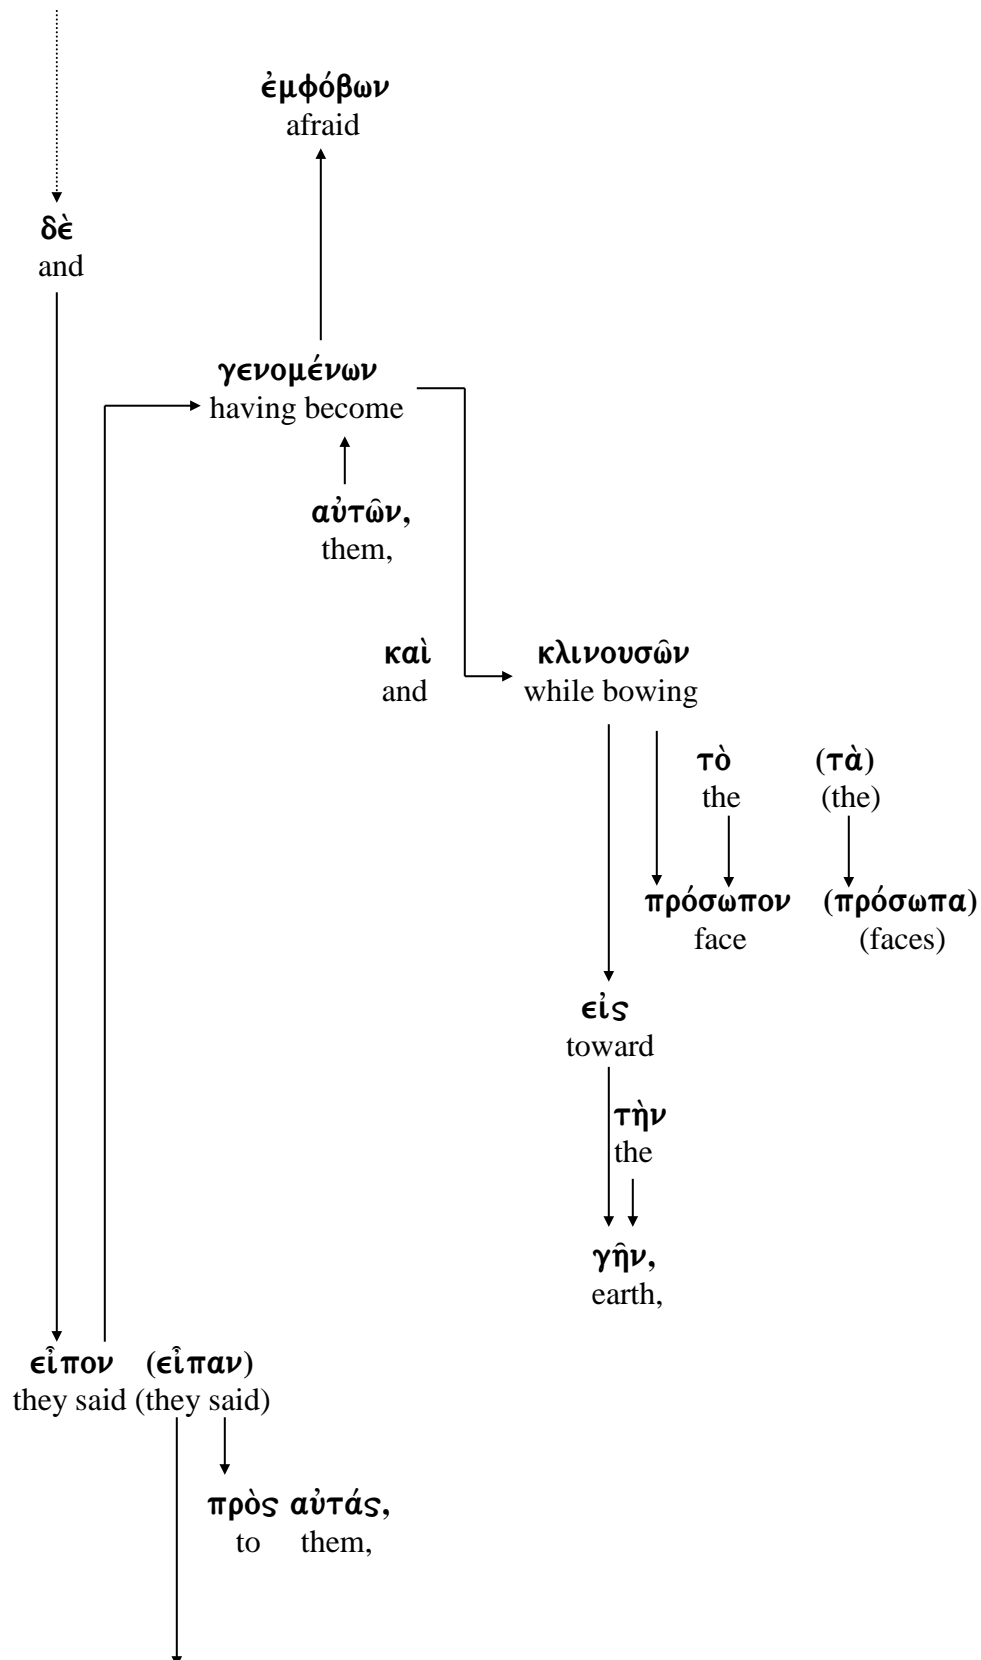 ἐμφόβων
afraid
δὲ
and
γενομένων
having become
αὐτῶν,
them,
καὶ κλινουσῶν
and while bowing
τὸ (τὰ)
the (the)
πρόσωπον (πρόσωπα)
face (faces)
εἰς
toward
τὴν
the
γῆν,
earth,
εἶπον (εἶπαν)
they said (they said)
πρὸς αὐτάς,
to them,